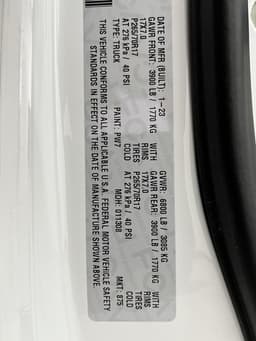 DATE OF MFR (BUILT): 1-23 GVWR: 6800 LB / 3085 KG
GAWR FRONT: 3900 LB / 1770 KG WITH GAWR REAR: 3900 LB / 1770 KG WITH
17X7.0 RIMS 17X7.0 RIMS
P265/70R17 TIRES P265/70R17 TIRES
AT 276 kPa / 40 PSI COLD AT 276 kPa / 40 PSI COLD
TYPE: TRUCK PAINT: PW7 MDH: 011308 MKT: 875
THIS VEHICLE CONFORMS TO ALL APPLICABLE U.S.A. FEDERAL MOTOR VEHICLE SAFETY
STANDARDS IN EFFECT ON THE DATE OF MANUFACTURE SHOWN ABOVE.